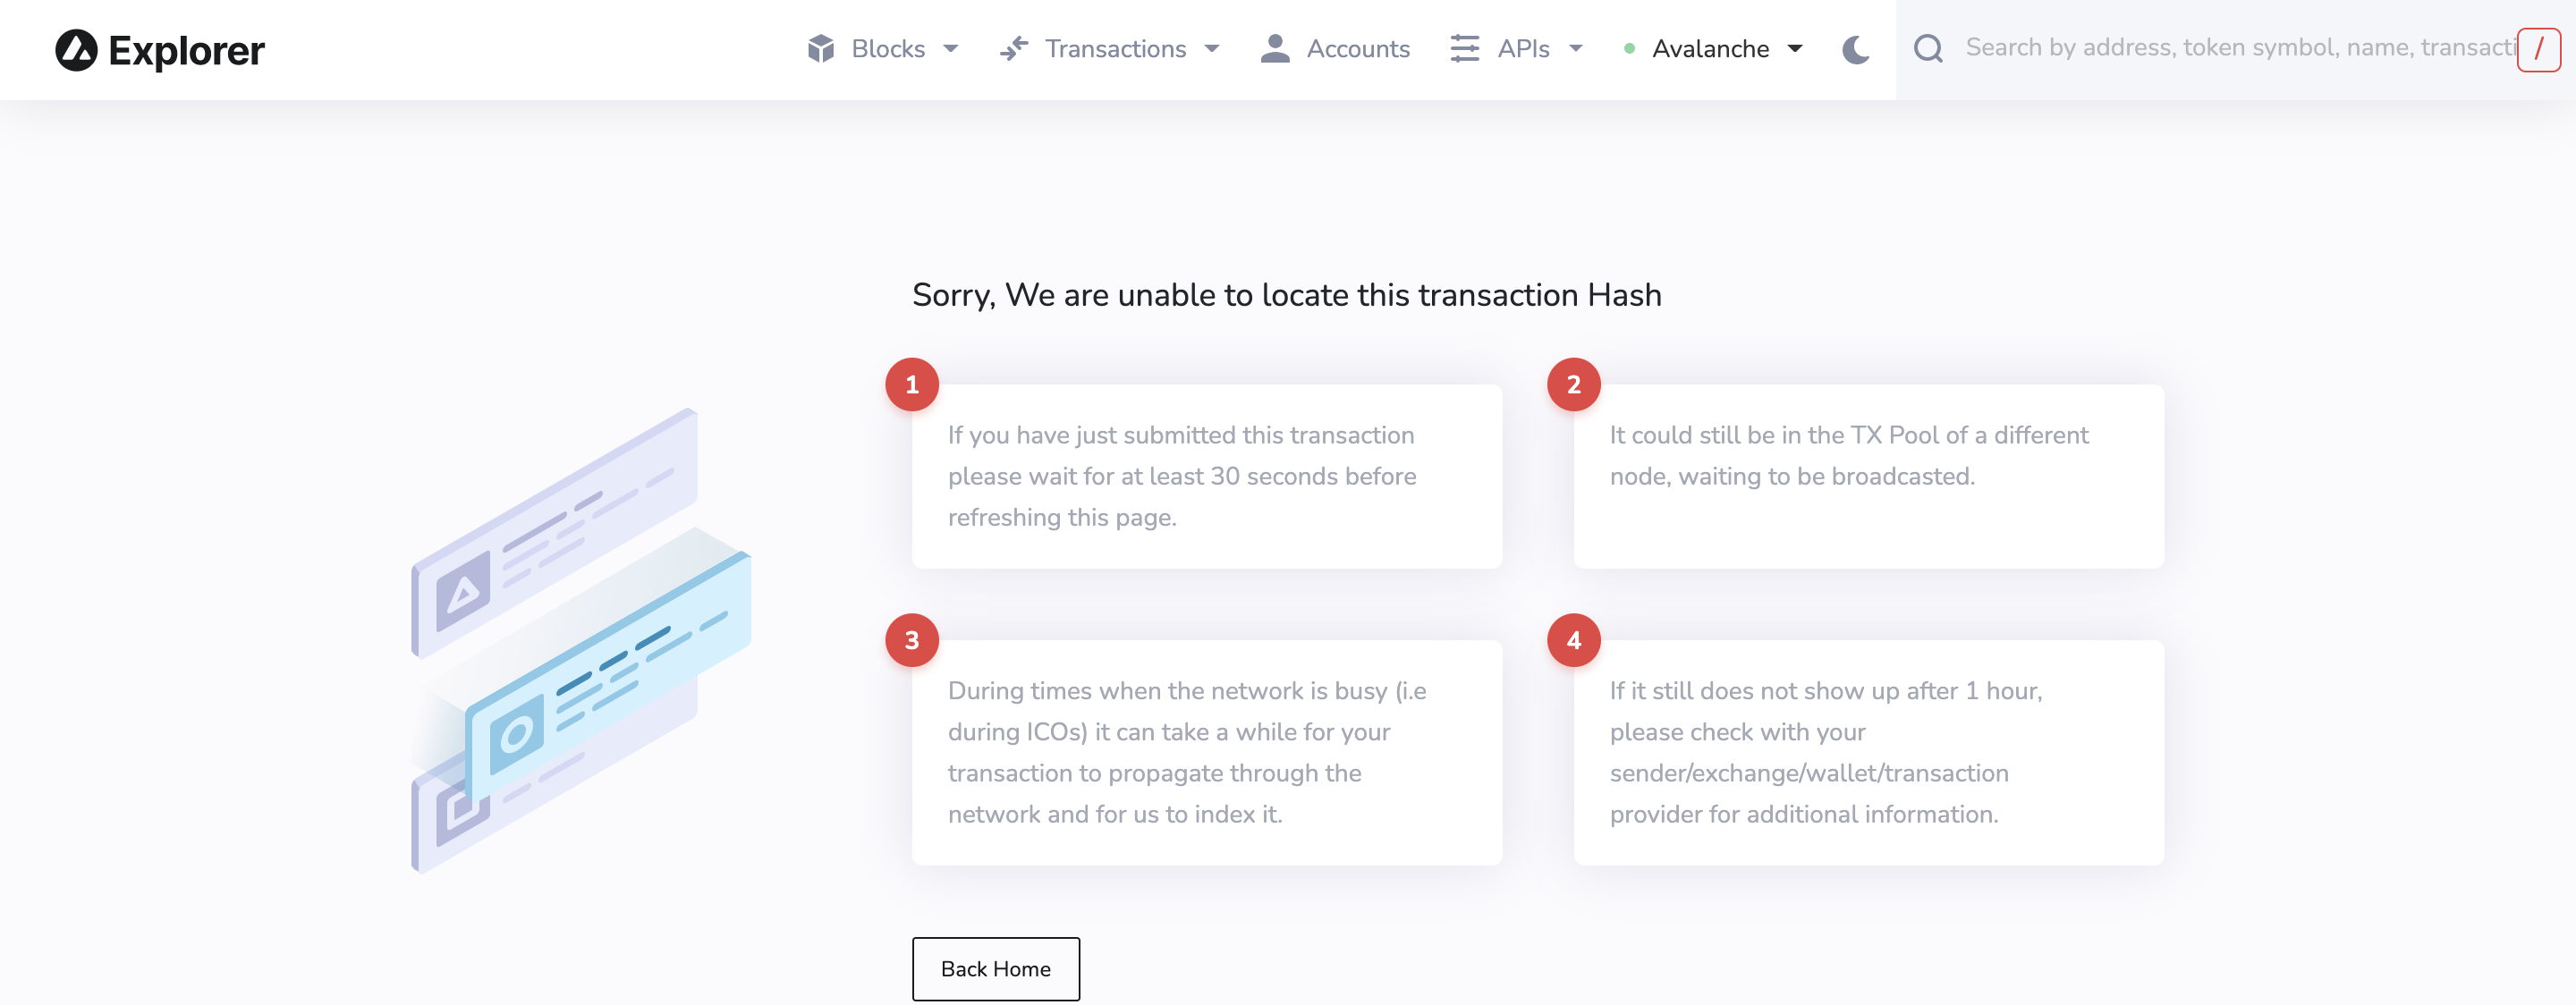 Explorer
Blocks
Transactions
Accounts
APIs
Avalanche
Search by address, token symbol, name, transacti
/
Sorry, We are unable to locate this transaction Hash
1
If you have just submitted this transaction
please wait for at least 30 seconds before
refreshing this page.
2
It could still be in the TX Pool of a different
node, waiting to be broadcasted.
3
During times when the network is busy (i.e
during ICOs) it can take a while for your
transaction to propagate through the
network and for us to index it.
4
If it still does not show up after 1 hour,
please check with your
sender/exchange/wallet/transaction
provider for additional information.
Back Home